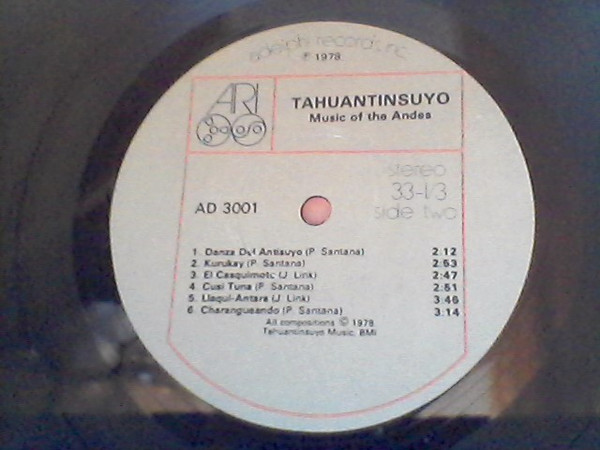 adelphi records, inc.
℗ 1978
ARI
TAHUANTINSUYO
Music of the Andes
stereo
33-1/3
side two
AD 3001
1. Danza Del Antisuyo (P. Santana) 2:12
2. Kurukay (P. Santana) 2:53
3. El Casquimoto (J. Link) 2:47
4. Cusi Tuna (P. Santana) 2:51
5. Llaqui-Antara (J. Link) 3:46
6. Charangueando (P. Santana) 3:14
All compositions © 1978
Tahuantinsuyo Music, BMI